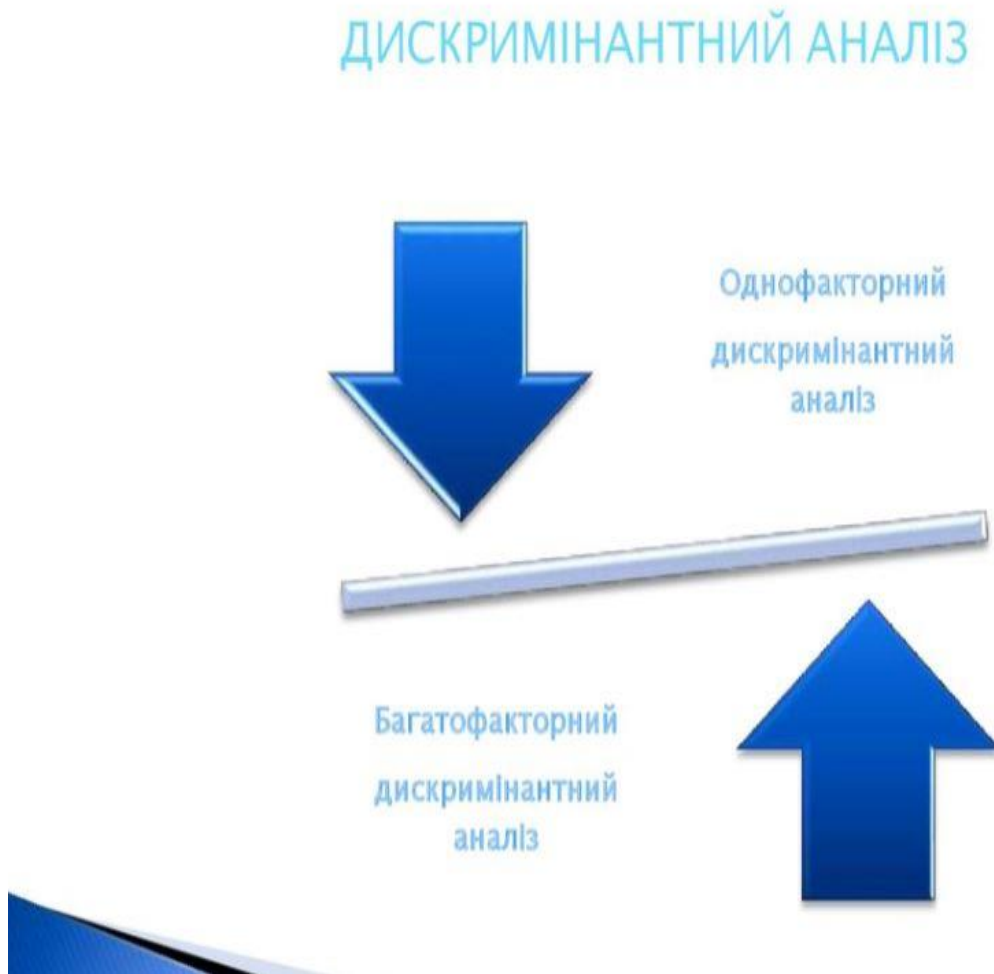 ДИСКРИМІНАНТНИЙ АНАЛІЗ
Однофакторний
дискримінантний
аналіз
Багатофакторний
дискримінантний
аналіз